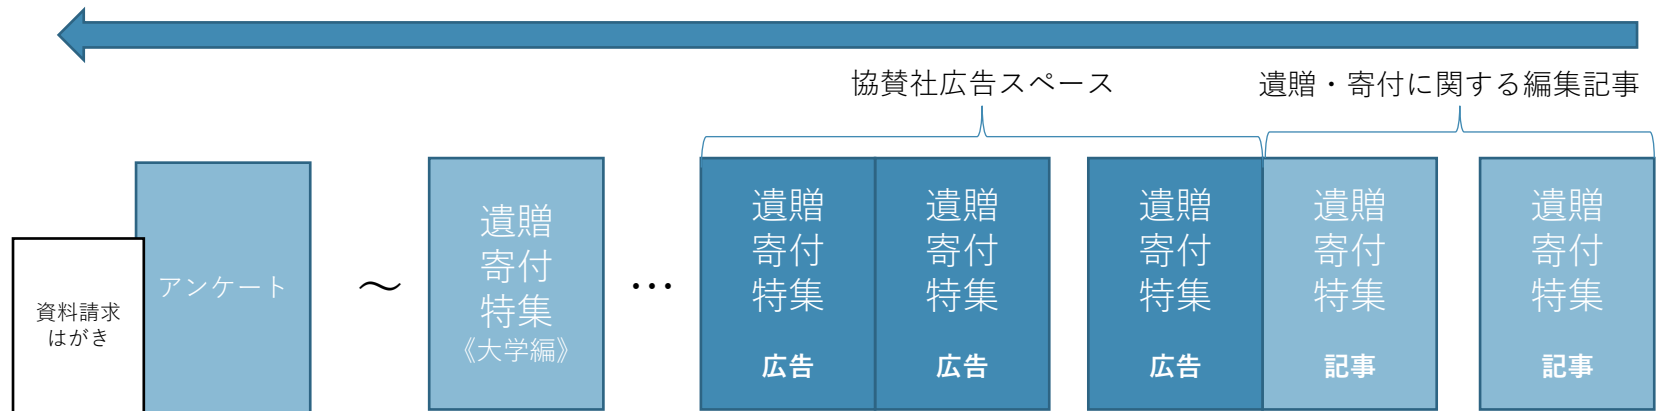 協賛社広告スペース
遺贈・寄付に関する編集記事
資料請求
はがき
アンケート
～
遺贈
寄付
特集
《大学編》
…
遺贈
寄付
特集
広告
遺贈
寄付
特集
広告
遺贈
寄付
特集
広告
遺贈
寄付
特集
記事
遺贈
寄付
特集
記事